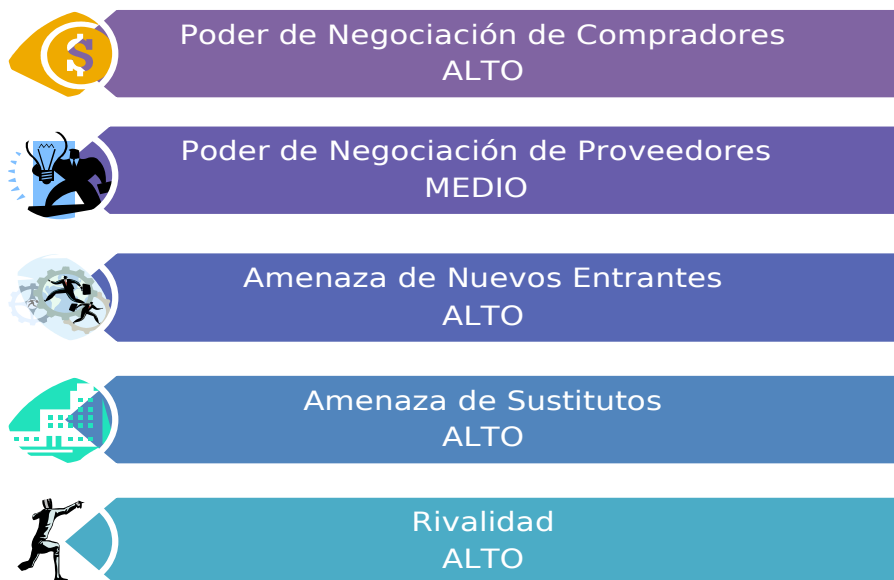 Poder de Negociación de Compradores
ALTO
Poder de Negociación de Proveedores
MEDIO
Amenaza de Nuevos Entrantes
ALTO
Amenaza de Sustitutos
ALTO
Rivalidad
ALTO